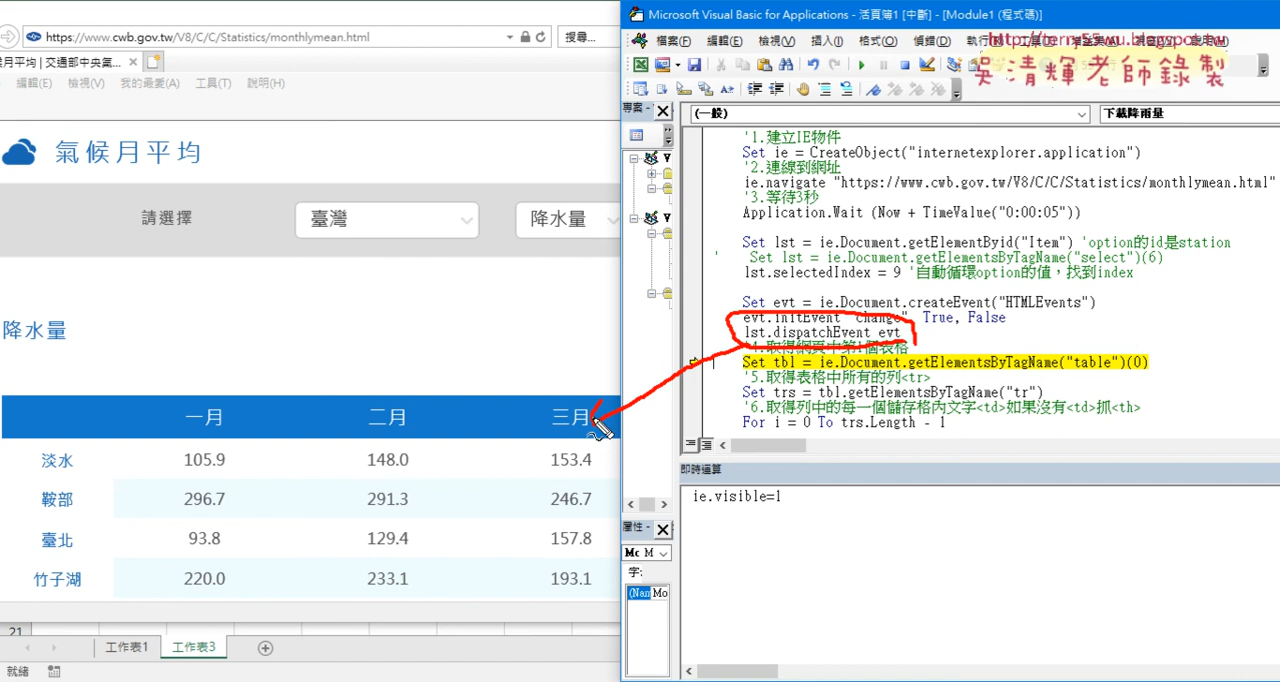 https://www.cwb.gov.tw/V8/C/C/Statistics/monthlymean.html
搜尋...
月平均 | 交通部中央氣...
編輯(E) 檢視(V) 我的最愛(A) 工具(T) 說明(H)
氣候月平均
請選擇 臺灣 降水量
降水量
一月 二月 三月
淡水 105.9 148.0 153.4
鞍部 296.7 291.3 246.7
臺北 93.8 129.4 157.8
竹子湖 220.0 233.1 193.1
21
工作表1 工作表3
就緒
Microsoft Visual Basic for Applications - 活頁簿1 [中斷] - [Module1 (程式碼)]
檔案(F) 編輯(E) 檢視(V) 插入(I) 格式(O) 偵錯(D)
吳清輝老師錄製
專案 -
(一般) 下載降雨量
'1.建立IE物件
Set ie = CreateObject("internetexplorer.application")
'2.連線到網址
ie.navigate "https://www.cwb.gov.tw/V8/C/C/Statistics/monthlymean.html"
'3.等待3秒
Application.Wait (Now + TimeValue("0:00:05"))
Set lst = ie.Document.getElementByid("Item") 'option的id是station
' Set lst = ie.Document.getElementsByTagName("select")(6)
lst.selectedIndex = 9 '自動循環option的值，找到index
Set evt = ie.Document.createEvent("HTMLEvents")
evt.initEvent "change", True, False
lst.dispatchEvent evt
'4.取得網頁中第1個表格
Set tbl = ie.Document.getElementsByTagName("table")(0)
'5.取得表格中所有的列<tr>
Set trs = tbl.getElementsByTagName("tr")
'6.取得列中的每一個儲存格內文字<td>如果沒有<td>抓<th>
For i = 0 To trs.Length - 1
即時運算
ie.visible=1
屬性 -
Mc M
字:
(Nam Mo